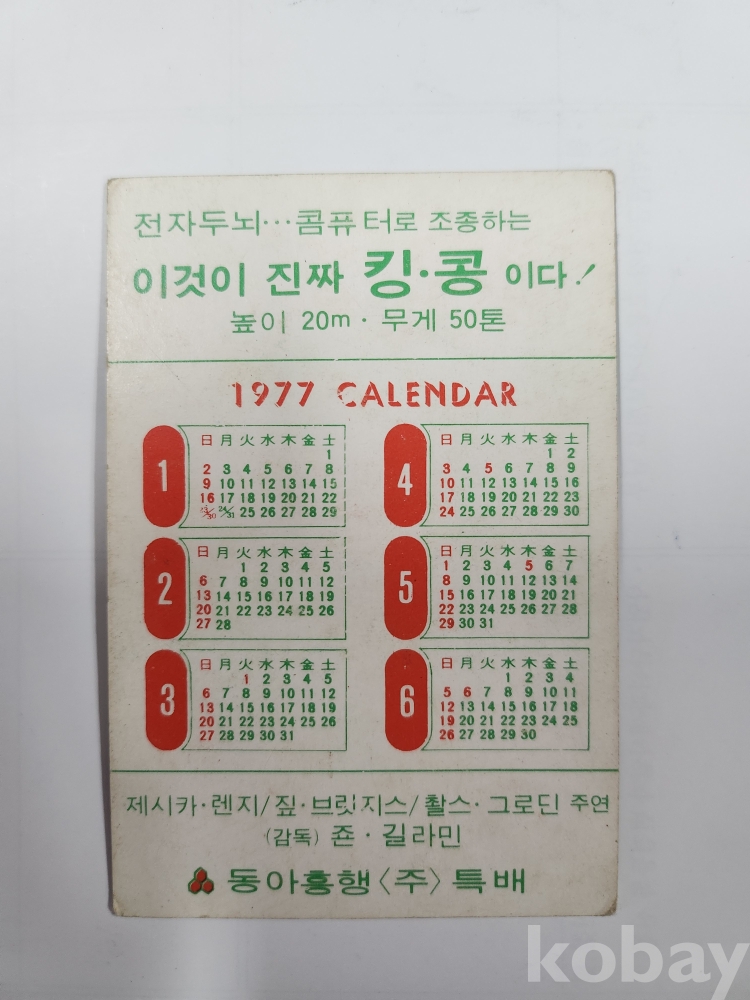 전자두뇌…콤퓨터로 조종하는
이것이 진짜 킹·콩 이다!
높이 20m · 무게 50톤
1977 CALENDAR
1
日 月 火 水 木 金 土
1
2 3 4 5 6 7 8
9 10 11 12 13 14 15
16 17 18 19 20 21 22
23/30 24/31 25 26 27 28 29
2
日 月 火 水 木 金 土
1 2 3 4 5
6 7 8 9 10 11 12
13 14 15 16 17 18 19
20 21 22 23 24 25 26
27 28
3
日 月 火 水 木 金 土
1 2 3 4 5
6 7 8 9 10 11 12
13 14 15 16 17 18 19
20 21 22 23 24 25 26
27 28 29 30 31
4
日 月 火 水 木 金 土
1 2
3 4 5 6 7 8 9
10 11 12 13 14 15 16
17 18 19 20 21 22 23
24 25 26 27 28 29 30
5
日 月 火 水 木 金 土
1 2 3 4 5 6 7
8 9 10 11 12 13 14
15 16 17 18 19 20 21
22 23 24 25 26 27 28
29 30 31
6
日 月 火 水 木 金 土
1 2 3 4
5 6 7 8 9 10 11
12 13 14 15 16 17 18
19 20 21 22 23 24 25
26 27 28 29 30
제시카·렌지/짚·브릿지스/촬스·그로딘 주연
(감독) 죤·길라민
동아흥행〈주〉특배
kobay